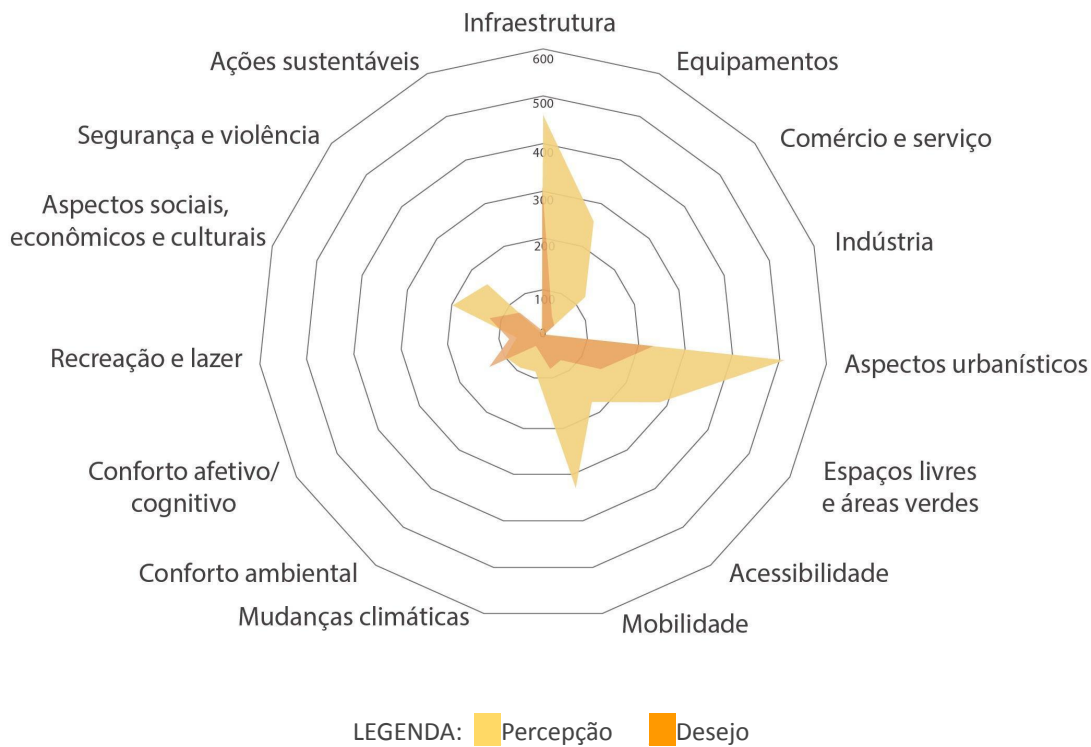 Infraestrutura
Ações sustentáveis
Equipamentos
Segurança e violência
Comércio e serviço
Aspectos sociais,
econômicos e culturais
Indústria
Recreação e lazer
Aspectos urbanísticos
Conforto afetivo/
cognitivo
Espaços livres
e áreas verdes
Conforto ambiental
Acessibilidade
Mudanças climáticas
Mobilidade
600
500
400
300
200
100
0
LEGENDA: Percepção Desejo